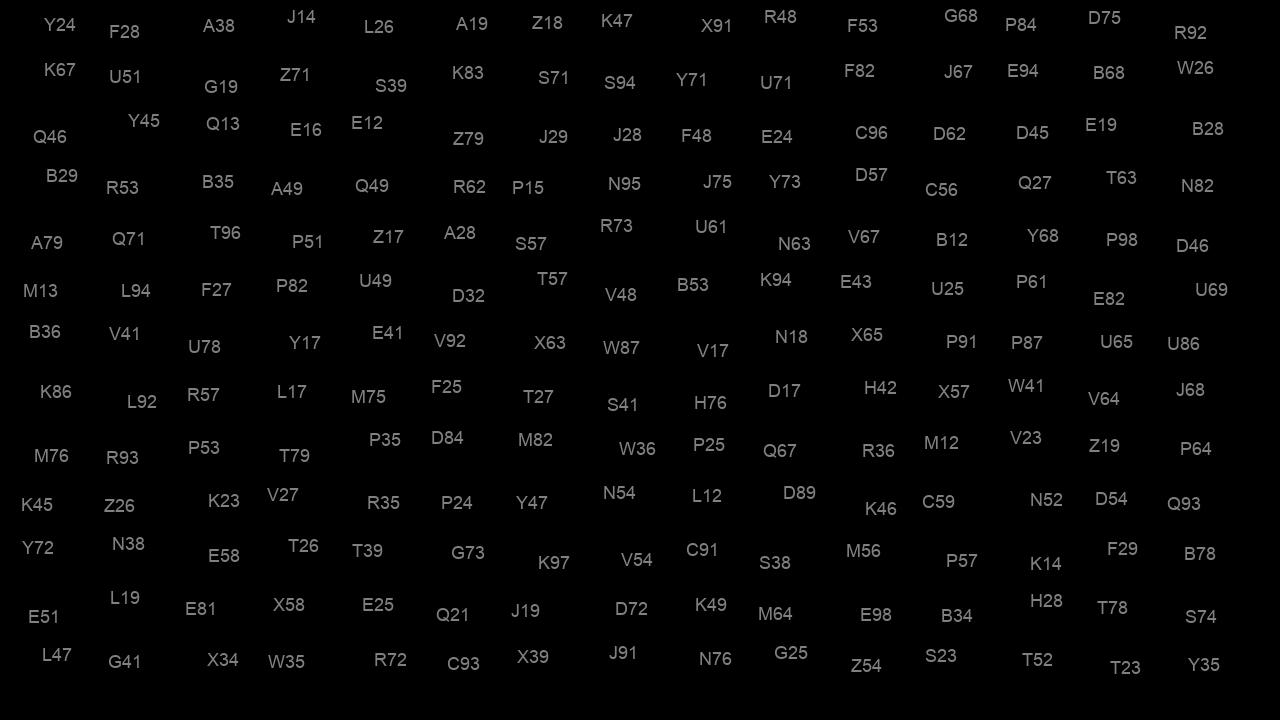 Y24 F28 A38 J14 L26 A19 Z18 K47 X91 R48 F53 G68 P84 D75 R92
K67 U51 G19 Z71 S39 K83 S71 S94 Y71 U71 F82 J67 E94 B68 W26
Q46 Y45 Q13 E16 E12 Z79 J29 J28 F48 E24 C96 D62 D45 E19 B28
B29 R53 B35 A49 Q49 R62 P15 N95 J75 Y73 D57 C56 Q27 T63 N82
A79 Q71 T96 P51 Z17 A28 S57 R73 U61 N63 V67 B12 Y68 P98 D46
M13 L94 F27 P82 U49 D32 T57 V48 B53 K94 E43 U25 P61 E82 U69
B36 V41 U78 Y17 E41 V92 X63 W87 V17 N18 X65 P91 P87 U65 U86
K86 L92 R57 L17 M75 F25 T27 S41 H76 D17 H42 X57 W41 V64 J68
M76 R93 P53 T79 P35 D84 M82 W36 P25 Q67 R36 M12 V23 Z19 P64
K45 Z26 K23 V27 R35 P24 Y47 N54 L12 D89 K46 C59 N52 D54 Q93
Y72 N38 E58 T26 T39 G73 K97 V54 C91 S38 M56 P57 K14 F29 B78
E51 L19 E81 X58 E25 Q21 J19 D72 K49 M64 E98 B34 H28 T78 S74
L47 G41 X34 W35 R72 C93 X39 J91 N76 G25 Z54 S23 T52 T23 Y35